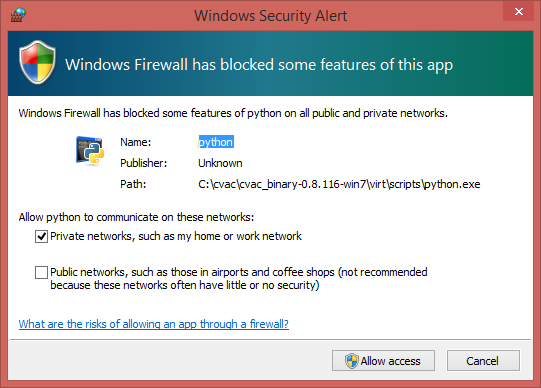 Windows Security Alert
Windows Firewall has blocked some features of this app
Windows Firewall has blocked some features of python on all public and private networks.
Name: python
Publisher: Unknown
Path: C:\cvac\cvac_binary-0.8.116-win7\virt\scripts\python.exe
Allow python to communicate on these networks:
Private networks, such as my home or work network
Public networks, such as those in airports and coffee shops (not recommended
because these networks often have little or no security)
What are the risks of allowing an app through a firewall?
Allow access Cancel